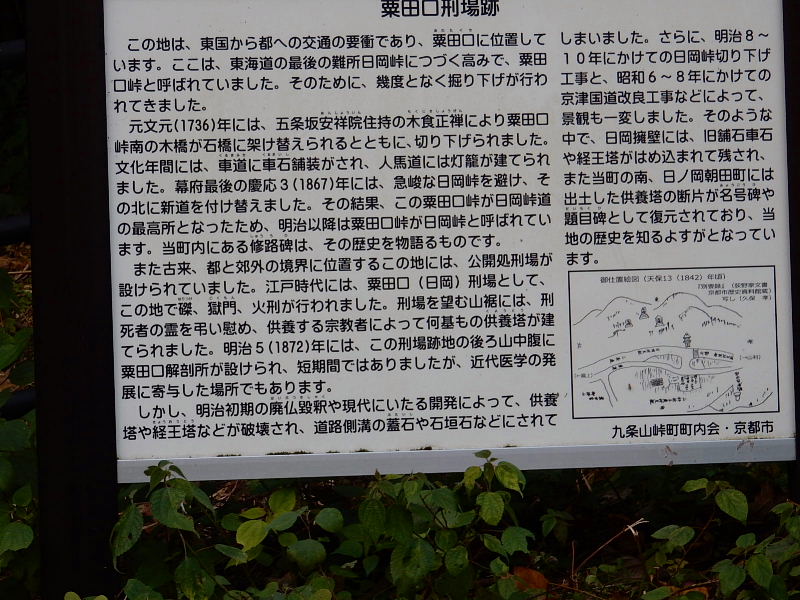 粟田口刑場跡
この地は、東国から都への交通の要衝であり、粟田口に位置して
います。ここは、東海道の最後の難所日岡峠につづく高みで、粟田
口峠と呼ばれていました。そのために、幾度となく掘り下げが行わ
れてきました。
元文元(1736)年には、五条坂安祥院住持の木食正禅により粟田口
峠南の木橋が石橋に架け替えられるとともに、切り下げられました。
文化年間には、車道に車石舗装がされ、人馬道には灯籠が建てられ
ました。幕府最後の慶応3(1867)年には、急峻な日岡峠を避け、そ
の北に新道を付け替えました。その結果、この粟田口峠が日岡峠道
の最高所となったため、明治以降は粟田口峠が日岡峠と呼ばれてい
ます。当町内にある修路碑は、その歴史を物語るものです。
また古来、都と郊外の境界に位置するこの地には、公開処刑場が
設けられていました。江戸時代には、粟田口（日岡）刑場として、
この地で磔、獄門、火刑が行われました。刑場を望む山裾には、刑
死者の霊を弔い慰め、供養する宗教者によって何基もの供養塔が建
てられました。明治5(1872)年には、この刑場跡地の後ろ山中腹に
粟田口解剖所が設けられ、短期間ではありましたが、近代医学の発
展に寄与した場所でもあります。
しかし、明治初期の廃仏毀釈や現代にいたる開発によって、供養
塔や経王塔などが破壊され、道路側溝の蓋石や石垣石などにされて
しまいました。さらに、明治8～
10年にかけての日岡峠切り下げ
工事と、昭和6～8年にかけての
京津国道改良工事などによって、
景観も一変しました。そのような
中で、日岡擁壁には、旧舗石車石
や経王塔がはめ込まれて残され、
また当町の南、日ノ岡朝田町には
出土した供養塔の断片が名号碑や
題目碑として復元されており、当
地の歴史を知るよすがとなってい
ます。
御仕置絵図（天保13（1842）年頃）
京都市歴史資料館蔵）
九条山峠町町内会・京都市